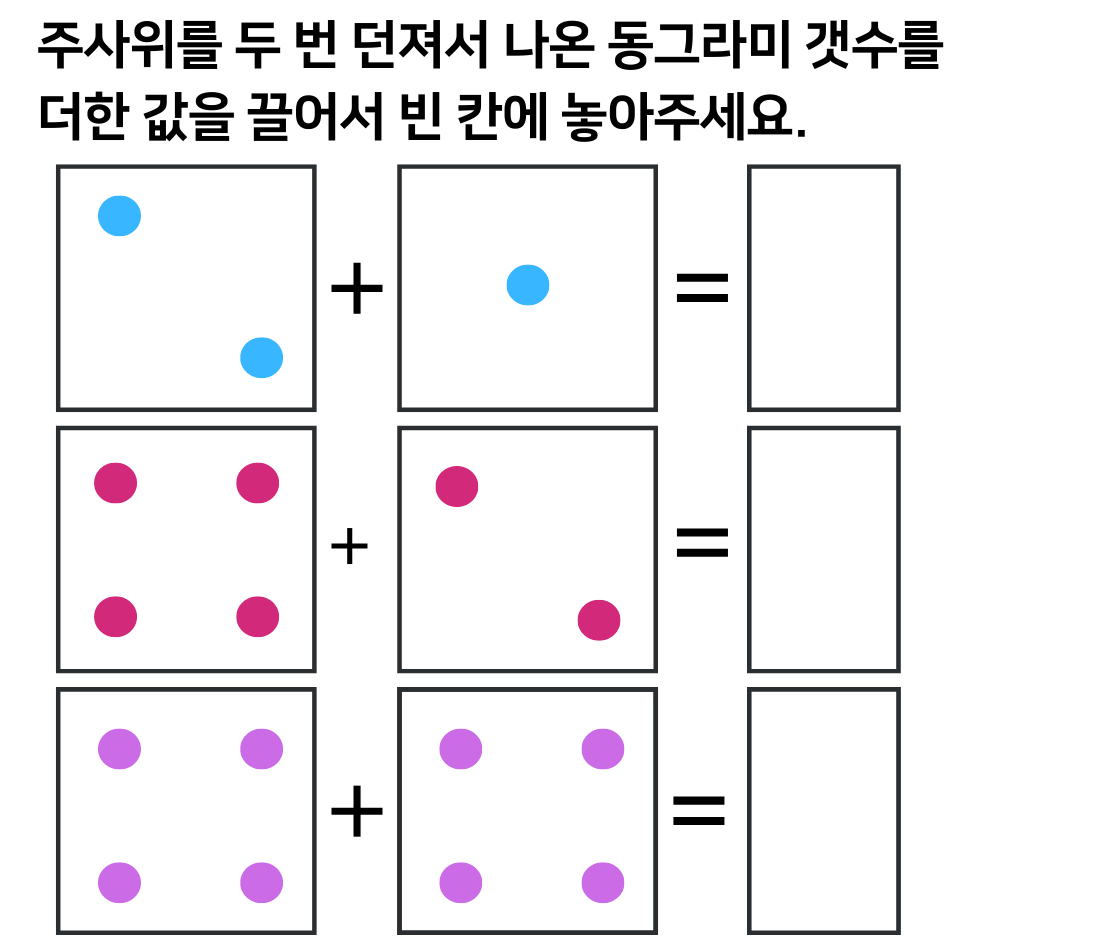 주사위를 두 번 던져서 나온 동그라미 갯수를
더한 값을 끌어서 빈 칸에 놓아주세요.
+ =
+ =
+ =